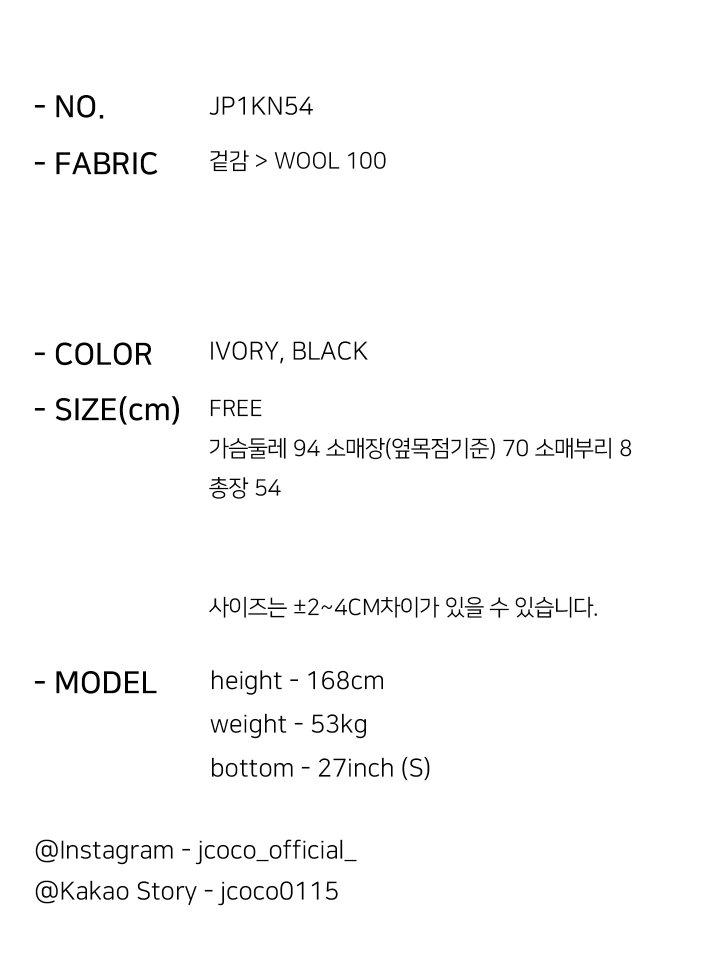 - NO. JP1KN54
- FABRIC 겉감 > WOOL 100
- COLOR IVORY, BLACK
- SIZE(cm) FREE
가슴둘레 94 소매장(옆목점기준) 70 소매부리 8
총장 54
사이즈는 ±2~4CM차이가 있을 수 있습니다.
- MODEL height - 168cm
weight - 53kg
bottom - 27inch (S)
@Instagram - jcoco_official_
@Kakao Story - jcoco0115